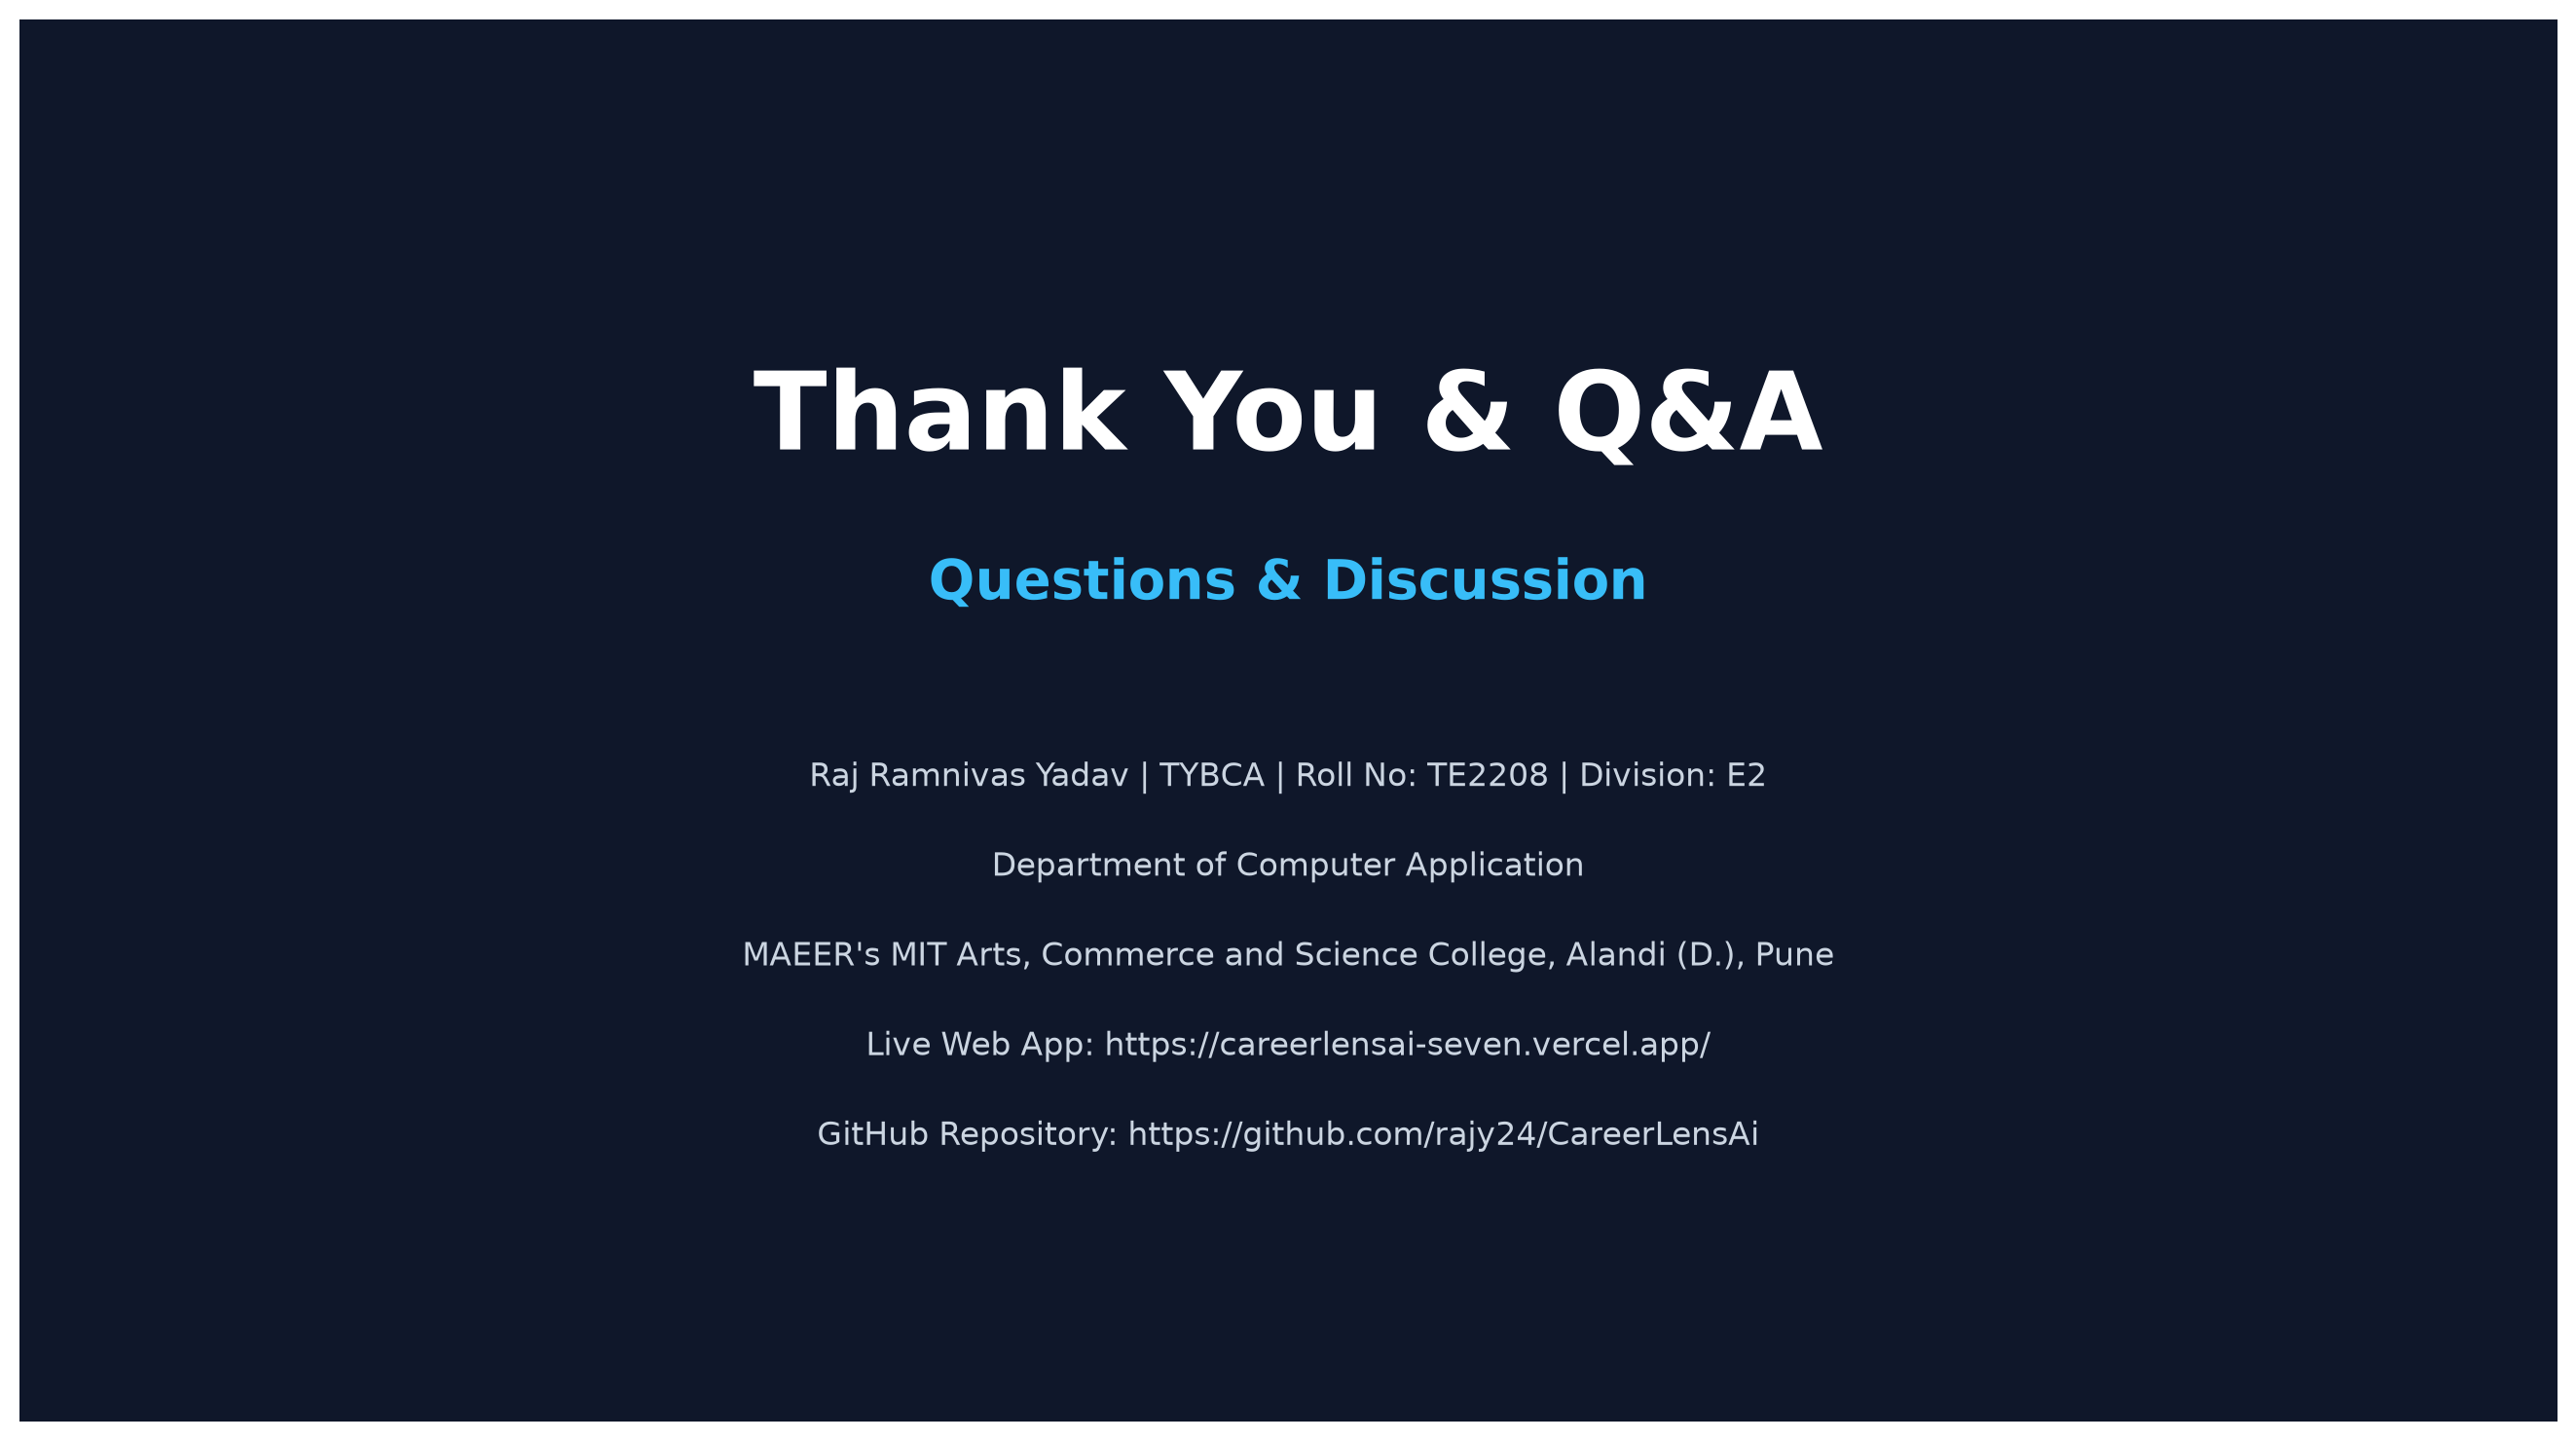 Thank You & Q&A
Questions & Discussion
Raj Ramnivas Yadav | TYBCA | Roll No: TE2208 | Division: E2
Department of Computer Application
MAEER's MIT Arts, Commerce and Science College, Alandi (D.), Pune
Live Web App: https://careerlensai-seven.vercel.app/
GitHub Repository: https://github.com/rajy24/CareerLensAi